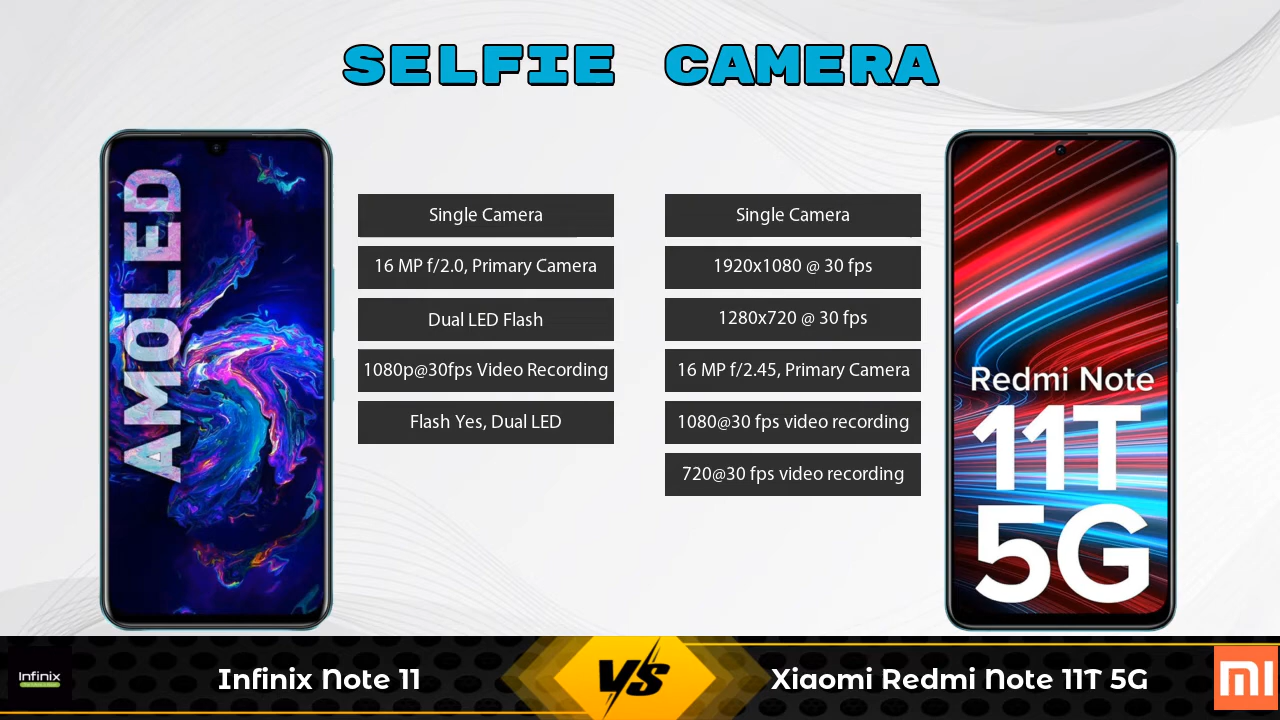 SELFIE CAMERA
AMOLED
Single Camera
16 MP f/2.0, Primary Camera
Dual LED Flash
1080p@30fps Video Recording
Flash Yes, Dual LED
Single Camera
1920x1080 @ 30 fps
1280x720 @ 30 fps
16 MP f/2.45, Primary Camera
1080@30 fps video recording
720@30 fps video recording
Redmi Note
11T
5G
Infinix
Infinix Note 11
VS
Xiaomi Redmi Note 11T 5G
mi